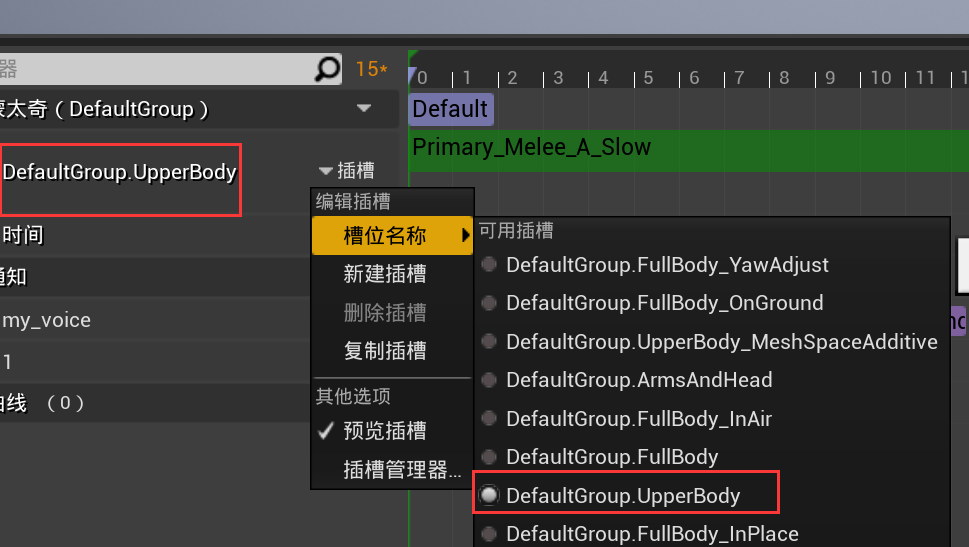 器
15*
0 1 2 3 4 5 6 7 8 9 10 11
蒙太奇（DefaultGroup）
Default
Primary_Melee_A_Slow
DefaultGroup.UpperBody
插槽
编辑插槽
槽位名称
新建插槽
删除插槽
复制插槽
其他选项
预览插槽
插槽管理器...
可用插槽
DefaultGroup.FullBody_YawAdjust
DefaultGroup.FullBody_OnGround
DefaultGroup.UpperBody_MeshSpaceAdditive
DefaultGroup.ArmsAndHead
DefaultGroup.FullBody_InAir
DefaultGroup.FullBody
DefaultGroup.UpperBody
DefaultGroup.FullBody_InPlace
时间
通知
my_voice
1
曲线 （0）